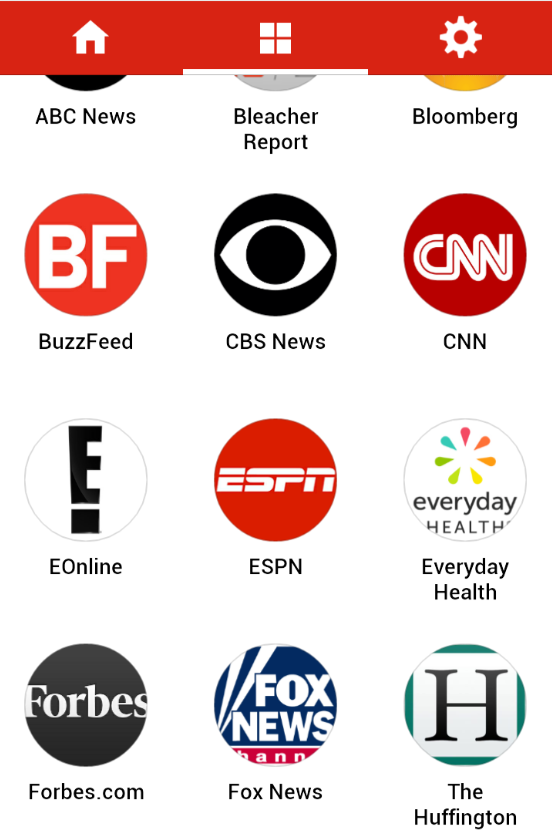 ABC News
Bleacher
Report
Bloomberg
BF
BuzzFeed
CBS News
CNN
CNN
E!
EOnline
ESPN
ESPN
everyday
HEALTH
Everyday
Health
Forbes
Forbes.com
FOX
NEWS
hann
Fox News
H
The
Huffington